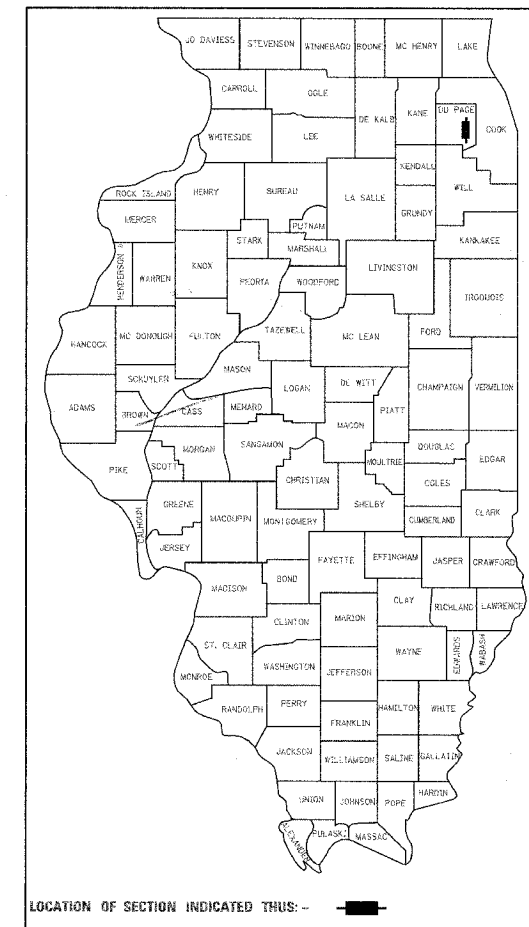 JO DAVIESS STEVENSON WINNEBAGO BOONE MC HENRY LAKE
CARROLL OGLE
DE KALB KANE DU PAGE COOK
WHITESIDE LEE
KENDALL WILL
ROCK ISLAND HENRY BUREAU LA SALLE GRUNDY
MERCER PUTNAM
STARK MARSHALL KANKAKEE
HENDERSON WARREN KNOX PEORIA WOODFORD LIVINGSTON IROQUOIS
HANCOCK MC DONOUGH FULTON TAZEWELL MC LEAN FORD
MASON
SCHUYLER LOGAN DE WITT CHAMPAIGN VERMILION
ADAMS BROWN CASS MENARD MACON PIATT
SANGAMON
PIKE SCOTT MORGAN CHRISTIAN MOULTRIE DOUGLAS EDGAR
COLES
CALHOUN GREENE MACOUPIN MONTGOMERY SHELBY CUMBERLAND CLARK
JERSEY FAYETTE EFFINGHAM JASPER CRAWFORD
MADISON BOND
CLAY RICHLAND LAWRENCE
CLINTON MARION
ST. CLAIR WAYNE EDWARDS WABASH
WASHINGTON JEFFERSON
MONROE
RANDOLPH PERRY HAMILTON WHITE
FRANKLIN
JACKSON WILLIAMSON SALINE GALLATIN
UNION JOHNSON POPE HARDIN
ALEXANDER PULASKI MASSAC
LOCATION OF SECTION INDICATED THUS: -